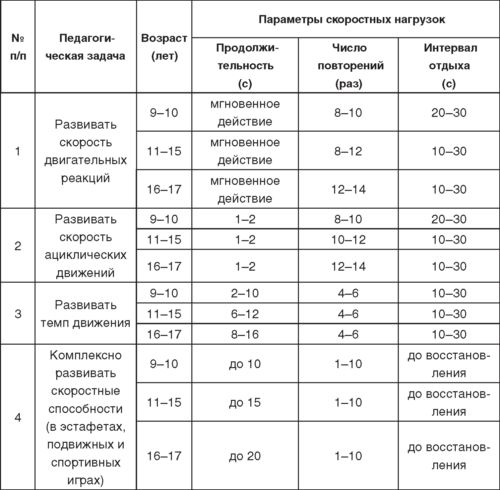 № п/п
Педагоги-
ческая задача
Возраст
(лет)
Параметры скоростных нагрузок
Продолжи-
тельность
(с)
Число
повторений
(раз)
Интервал
отдыха
(с)
1
Развивать
скорость
двигательных
реакций
9–10
мгновенное
действие
8–10
20–30
11–15
мгновенное
действие
8–12
10–30
16–17
мгновенное
действие
12–14
10–30
2
Развивать
скорость
ациклических
движений
9–10
1–2
8–10
20–30
11–15
1–2
10–12
10–30
16–17
1–2
12–14
10–30
3
Развивать
темп движения
9–10
2–10
4–6
10–30
11–15
6–12
4–6
10–30
16–17
8–16
4–6
10–30
4
Комплексно
развивать
скоростные
способности
(в эстафетах,
подвижных и
спортивных
играх)
9–10
до 10
1–10
до восстанов-
ления
11–15
до 15
1–10
до восстанов-
ления
16–17
до 20
1–10
до восстанов-
ления